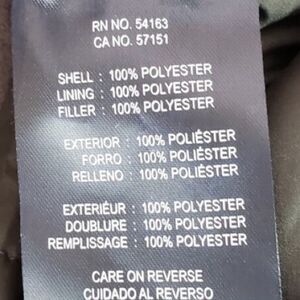 RN NO. 54163
CA NO. 57151
SHELL : 100% POLYESTER
LINING : 100% POLYESTER
FILLER : 100% POLYESTER
EXTERIOR : 100% POLIÉSTER
FORRO : 100% POLIÉSTER
RELLENO : 100% POLIÉSTER
EXTERIÉUR : 100% POLYESTER
DOUBLURE : 100% POLYESTER
REMPLISSAGE : 100% POLYESTER
CARE ON REVERSE
CUIDADO AL REVERSO